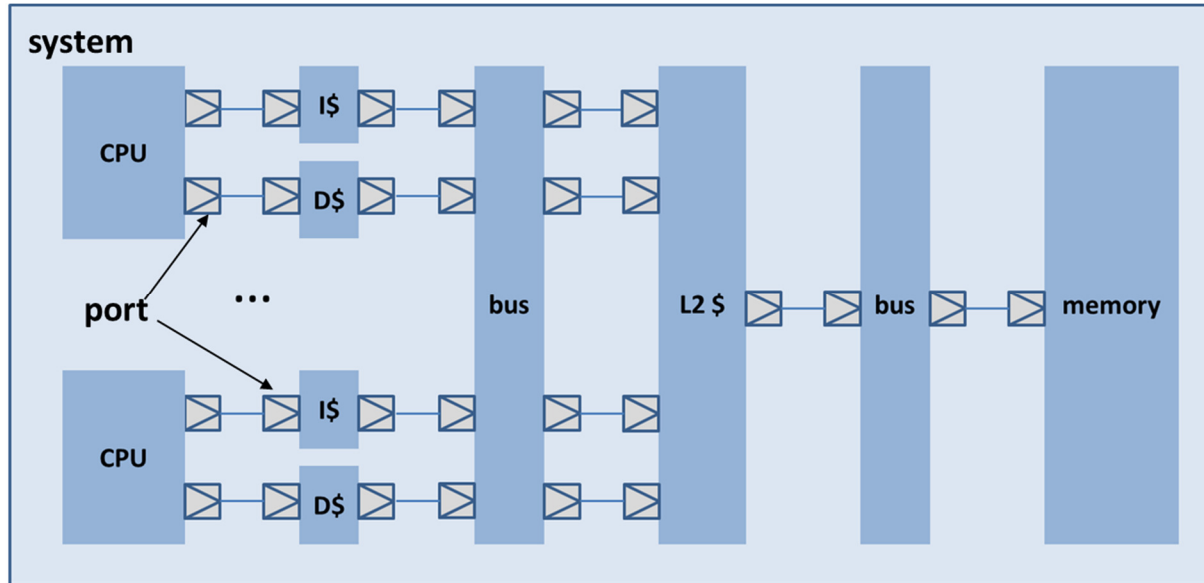 system
CPU
I$
D$
port
...
bus
L2 $
bus
memory
CPU
I$
D$